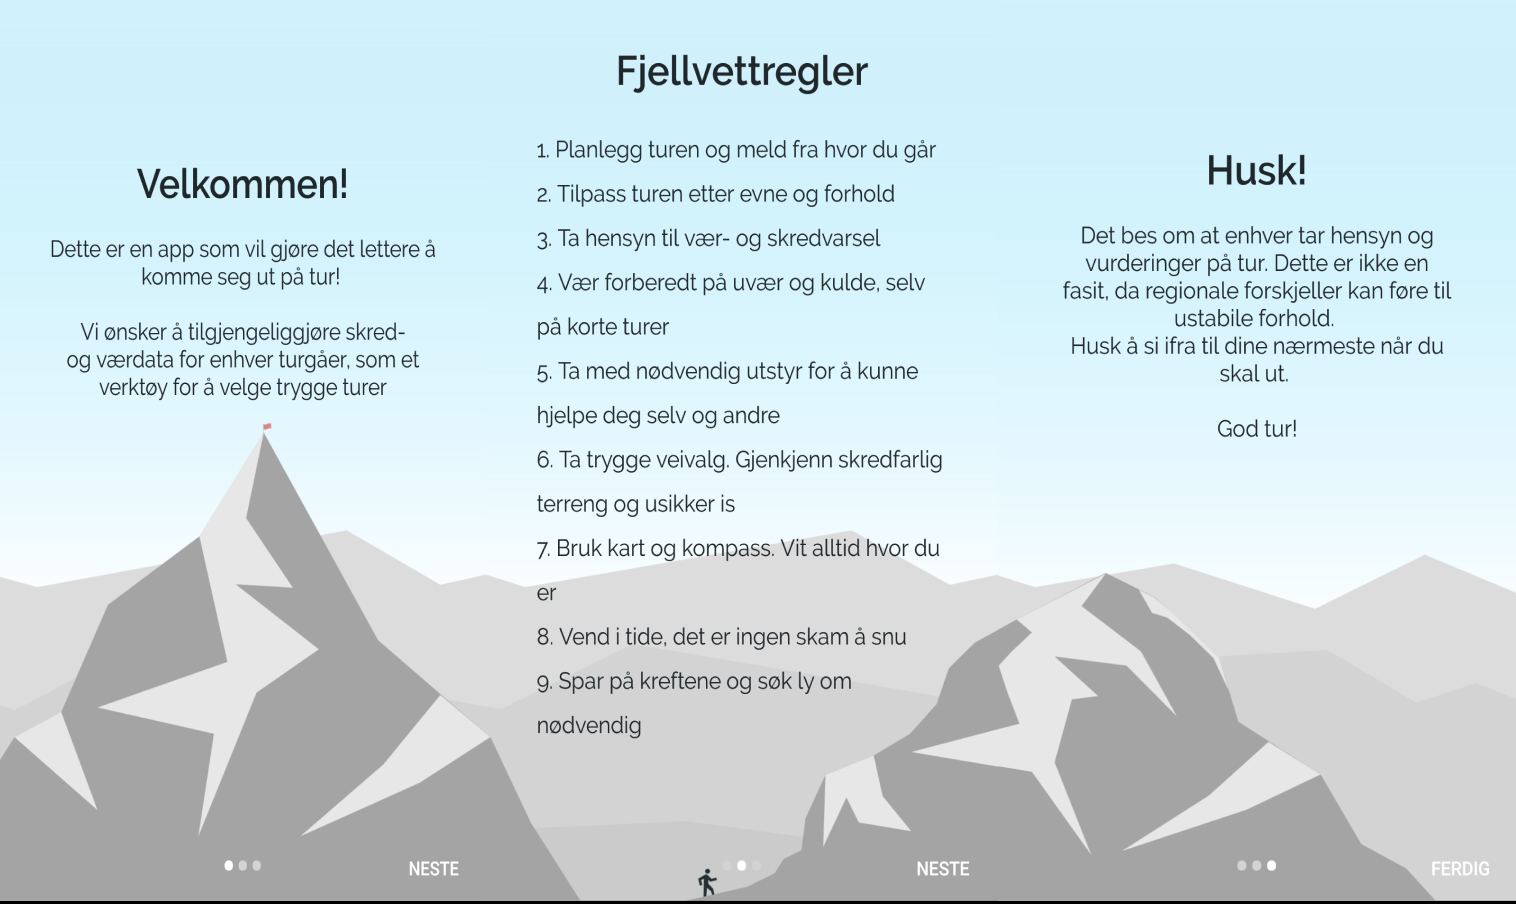 Velkommen!
Dette er en app som vil gjøre det lettere å
komme seg ut på tur!
Vi ønsker å tilgjengeliggjøre skred-
og værdata for enhver turgåer, som et
verktøy for å velge trygge turer
NESTE
Fjellvettregler
1. Planlegg turen og meld fra hvor du går
2. Tilpass turen etter evne og forhold
3. Ta hensyn til vær- og skredvarsel
4. Vær forberedt på uvær og kulde, selv
på korte turer
5. Ta med nødvendig utstyr for å kunne
hjelpe deg selv og andre
6. Ta trygge veivalg. Gjenkjenn skredfarlig
terreng og usikker is
7. Bruk kart og kompass. Vit alltid hvor du
er
8. Vend i tide, det er ingen skam å snu
9. Spar på kreftene og søk ly om
nødvendig
NESTE
Husk!
Det bes om at enhver tar hensyn og
vurderinger på tur. Dette er ikke en
fasit, da regionale forskjeller kan føre til
ustabile forhold.
Husk å si ifra til dine nærmeste når du
skal ut.
God tur!
FERDIG